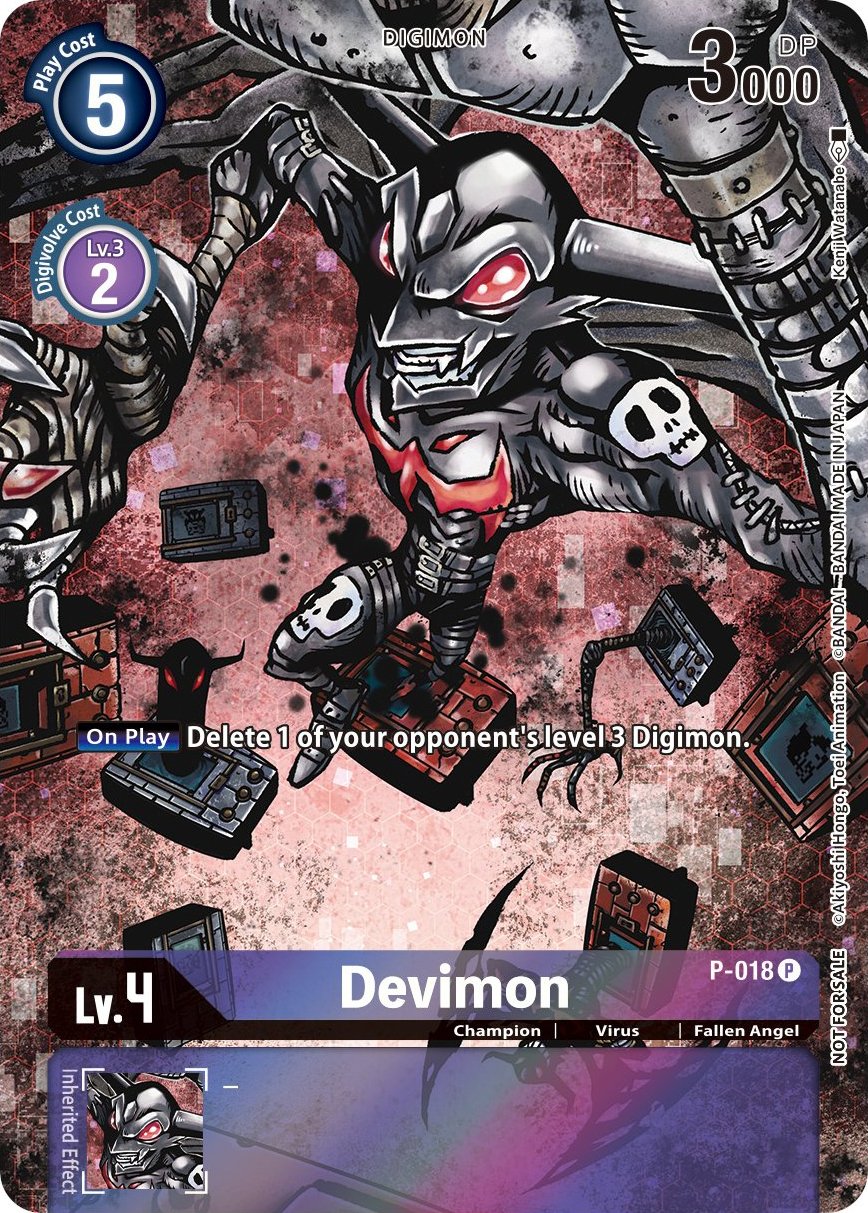 DIGIMON
Play Cost
5
3000
DP
Digivolve Cost
Lv.3
2
Kenji Watanabe
On Play Delete 1 of your opponent's level 3 Digimon.
©Akiyoshi Hongo, Toei Animation ©BANDAI · BANDAI MADE IN JAPAN
NOT FOR SALE
Lv.4
Devimon
P-018 P
Champion | Virus | Fallen Angel
Inherited Effect
–